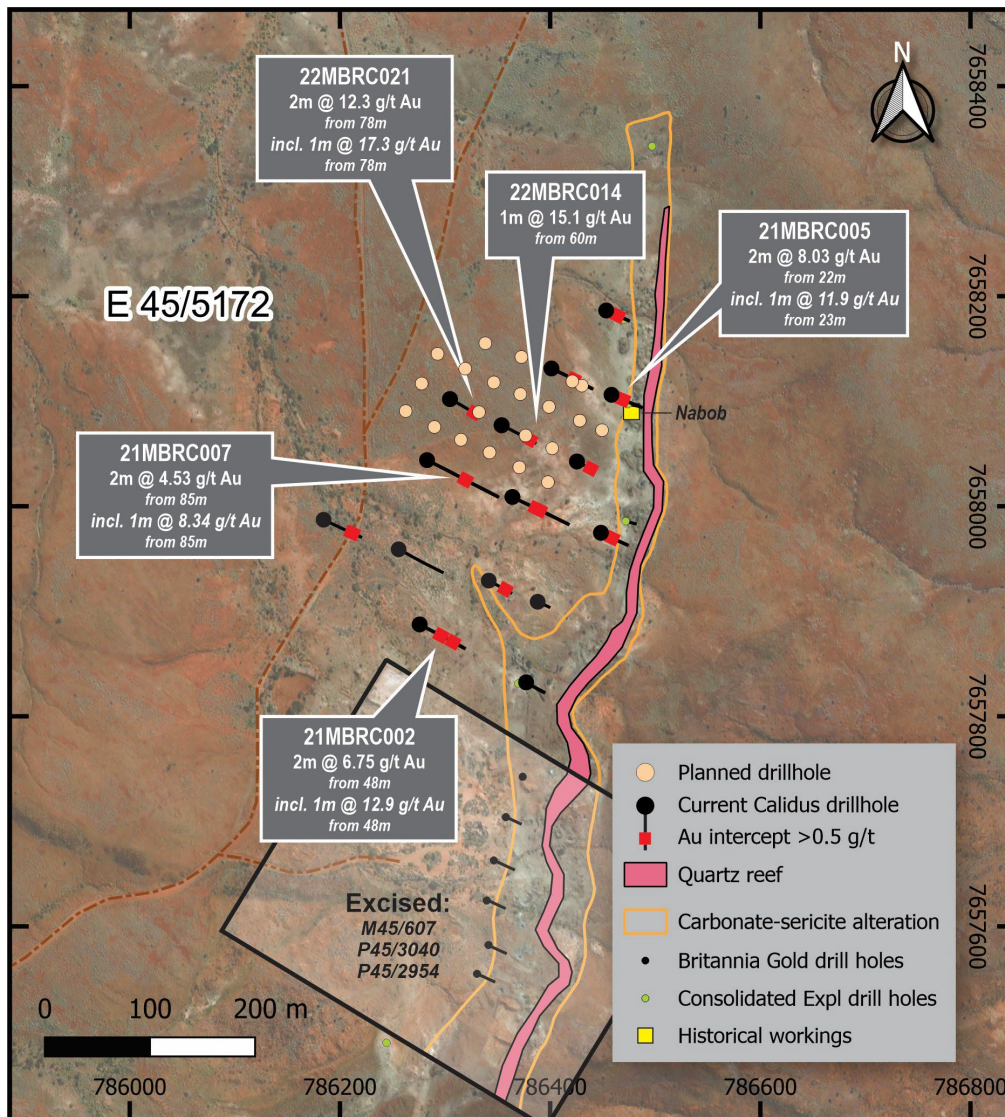 N
22MBRC021
2m @ 12.3 g/t Au
from 78m
incl. 1m @ 17.3 g/t Au
from 78m
22MBRC014
1m @ 15.1 g/t Au
from 60m
21MBRC005
2m @ 8.03 g/t Au
from 22m
incl. 1m @ 11.9 g/t Au
from 23m
E 45/5172
Nabob
21MBRC007
2m @ 4.53 g/t Au
from 85m
incl. 1m @ 8.34 g/t Au
from 85m
21MBRC002
2m @ 6.75 g/t Au
from 48m
incl. 1m @ 12.9 g/t Au
from 48m
Excised:
M45/607
P45/3040
P45/2954
Planned drillhole
Current Calidus drillhole
Au intercept >0.5 g/t
Quartz reef
Carbonate-sericite alteration
Britannia Gold drill holes
Consolidated Expl drill holes
Historical workings
0 100 200 m
7658400
7658200
7658000
7657800
7657600
786000 786200 786400 786600 786800